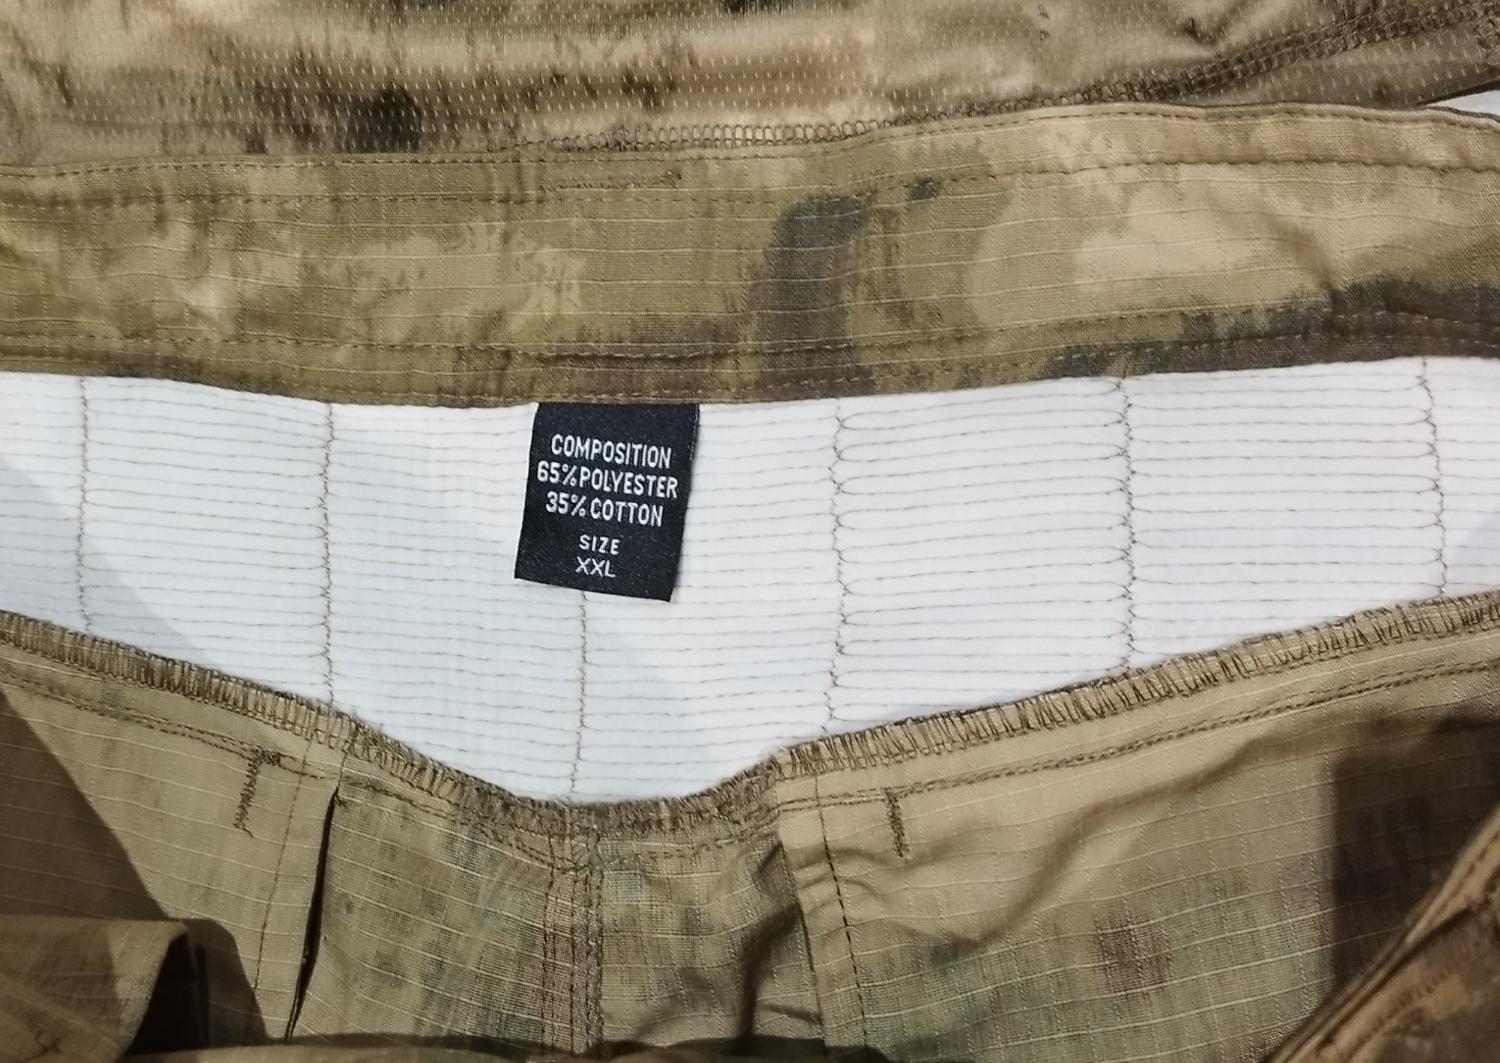 COMPOSITION
65% POLYESTER
35% COTTON
SIZE
XXL